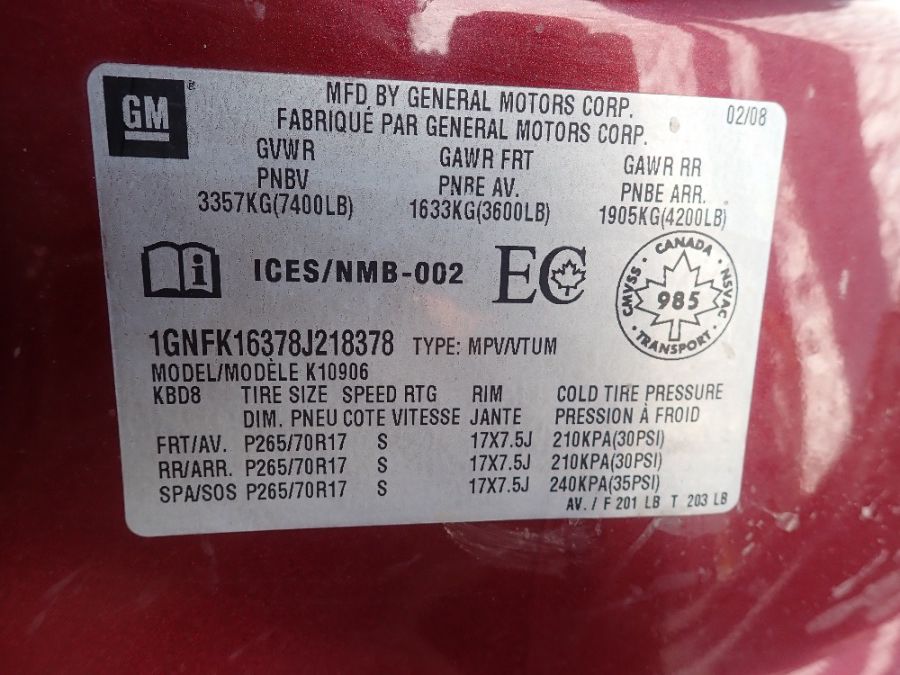 GM
MFD BY GENERAL MOTORS CORP. 02/08
FABRIQUÉ PAR GENERAL MOTORS CORP.
GVWR GAWR FRT GAWR RR
PNBV PNBE AV. PNBE ARR.
3357KG(7400LB) 1633KG(3600LB) 1905KG(4200LB)
i ICES/NMB-002 EC
CANADA
CMVSS 985 NSVAC
TRANSPORT
1GNFK16378J218378 TYPE: MPV/VTUM
MODEL/MODÈLE K10906
KBD8 TIRE SIZE SPEED RTG RIM COLD TIRE PRESSURE
DIM. PNEU COTE VITESSE JANTE PRESSION À FROID
FRT/AV. P265/70R17 S 17X7.5J 210KPA(30PSI)
RR/ARR. P265/70R17 S 17X7.5J 210KPA(30PSI)
SPA/SOS P265/70R17 S 17X7.5J 240KPA(35PSI)
AV. / F 201 LB T 203 LB